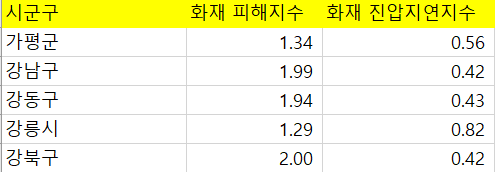 시군구 화재 피해지수 화재 진압지연지수
가평군 1.34 0.56
강남구 1.99 0.42
강동구 1.94 0.43
강릉시 1.29 0.82
강북구 2.00 0.42